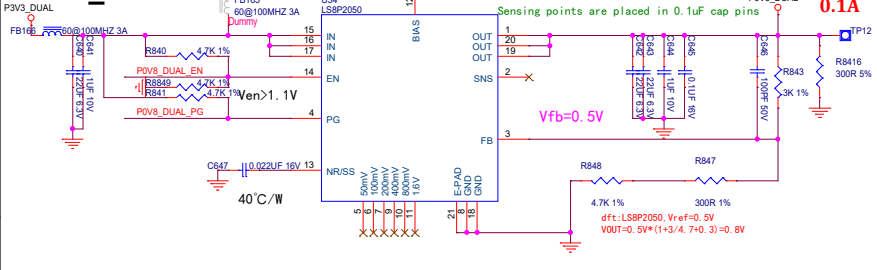 P3V3_DUAL
60@100MHZ 3A
Dummy
LS8P2050
12
BIAS
Sensing points are placed in 0.1uF cap pins
0.1A
FB166
60@100MHZ 3A
C640
22UF 6.3V
C641
1UF 10V
R840
4.7K 1%
P0V8_DUAL_EN
R8849
4.7K 1%
R841
4.7K 1%
P0V8_DUAL_PG
Ven>1.1V
15
16
17
14
4
13
IN
IN
IN
EN
PG
NR/SS
C647
0.022UF 16V
40℃/W
50mV
100mV
200mV
400mV
800mV
1.6V
5
6
7
9
10
11
E-PAD
GND
GND
21
8
18
OUT
OUT
OUT
SNS
FB
1
20
19
2
3
Vfb=0.5V
C642
22UF 6.3V
C643
22UF 6.3V
C644
1UF 10V
C645
0.1UF 16V
C646
100PF 50V
R843
3K 1%
TP12
R8416
300R 5%
R848
4.7K 1%
R847
300R 1%
dft:LS8P2050,Vref=0.5V
VOUT=0.5V*(1+3/4.7+0.3)=0.8V